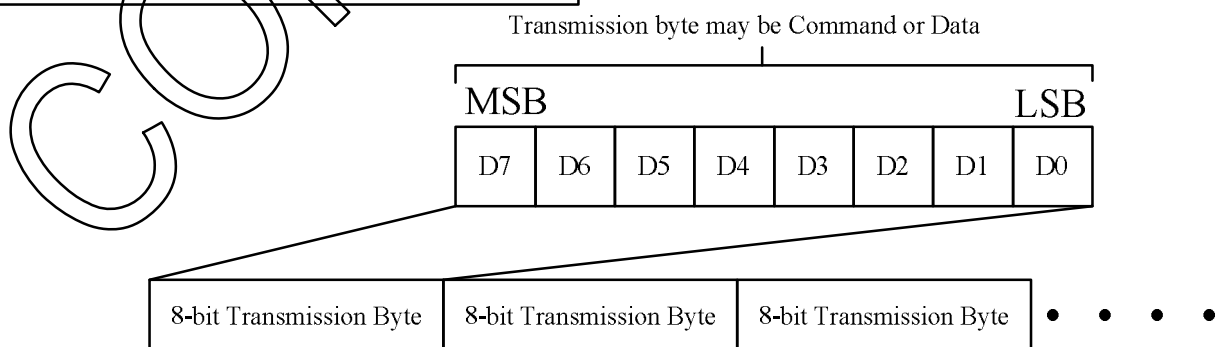 Transmission byte may be Command or Data
MSB LSB
D7 D6 D5 D4 D3 D2 D1 D0
8-bit Transmission Byte 8-bit Transmission Byte 8-bit Transmission Byte • • • •